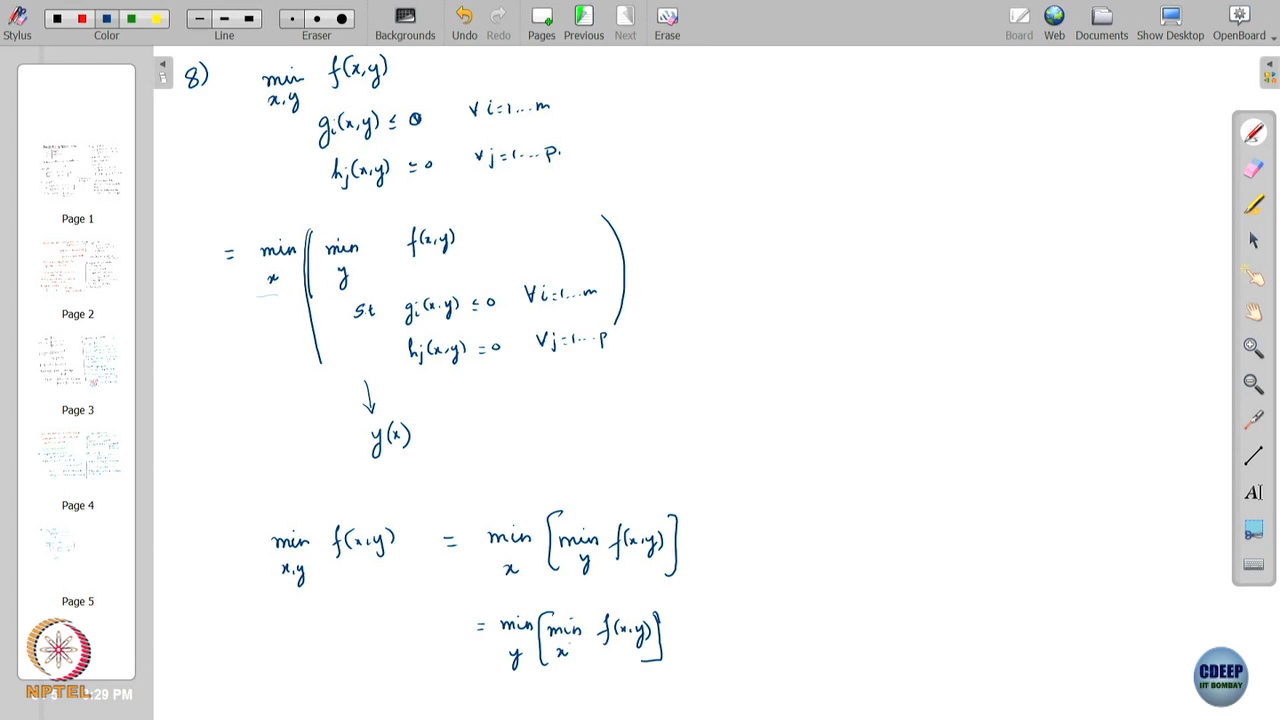 Stylus Color Line Eraser Backgrounds Undo Redo Pages Previous Next Erase Board Web Documents Show Desktop OpenBoard
8) min f(x,y)
x,y
gi(x,y) ≤ 0 ∀ i=1...m
hj(x,y) = 0 ∀ j=1...p.
= min ( min f(x,y) )
x y
s.t gi(x,y) ≤ 0 ∀ i=1...m
hj(x,y) = 0 ∀ j=1...p
↓
y(x)
min f(x,y) = min [ min f(x,y) ]
x,y x y
= min [ min f(x,y) ]
y x
Page 1
Page 2
Page 3
Page 4
Page 5
NPTEL
:29 PM
CDEEP
IIT BOMBAY